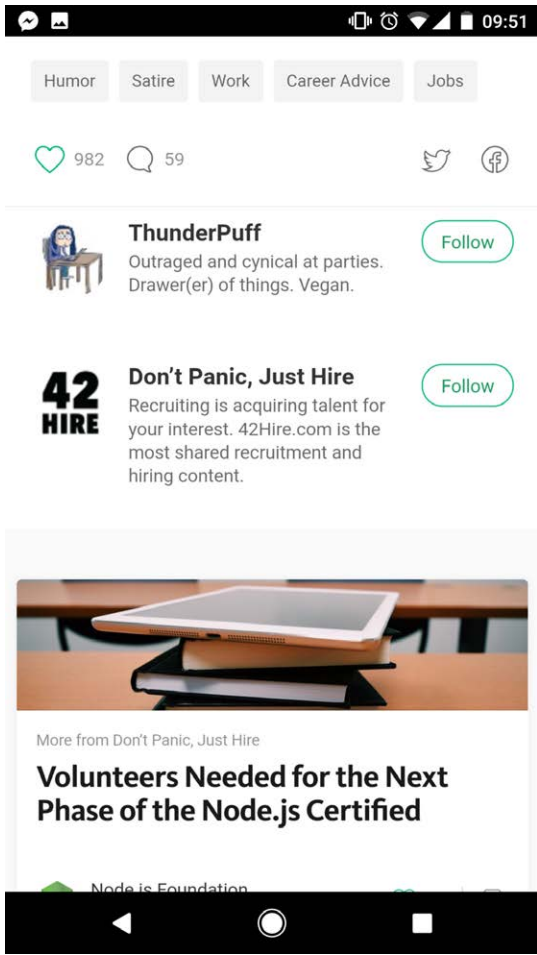 09:51
Humor Satire Work Career Advice Jobs
982 59
ThunderPuff
Follow
Outraged and cynical at parties.
Drawer(er) of things. Vegan.
42
HIRE
Don’t Panic, Just Hire
Follow
Recruiting is acquiring talent for
your interest. 42Hire.com is the
most shared recruitment and
hiring content.
More from Don’t Panic, Just Hire
Volunteers Needed for the Next
Phase of the Node.js Certified
Node.js Foundation